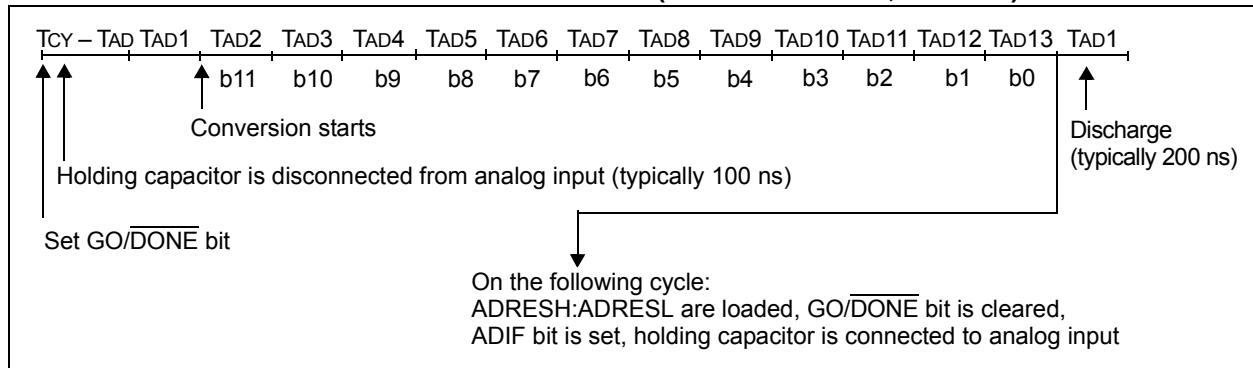 TCY – TAD TAD1 TAD2 TAD3 TAD4 TAD5 TAD6 TAD7 TAD8 TAD9 TAD10 TAD11 TAD12 TAD13 TAD1
b11 b10 b9 b8 b7 b6 b5 b4 b3 b2 b1 b0
Conversion starts
Discharge
(typically 200 ns)
Holding capacitor is disconnected from analog input (typically 100 ns)
Set GO/DONE bit
On the following cycle:
ADRESH:ADRESL are loaded, GO/DONE bit is cleared,
ADIF bit is set, holding capacitor is connected to analog input